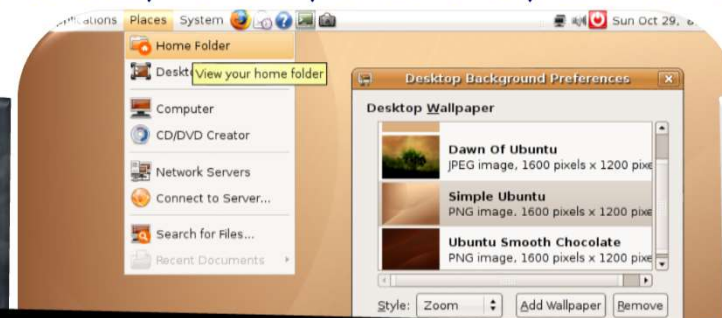 Places System
Sun Oct 29,
Home Folder
View your home folder
Computer
CD/DVD Creator
Network Servers
Connect to Server...
Search for Files...
Recent Documents
Desktop Background Preferences
Desktop Wallpaper
Dawn Of Ubuntu
JPEG image, 1600 pixels x 1200 pixe
Simple Ubuntu
PNG image, 1600 pixels x 1200 pixe
Ubuntu Smooth Chocolate
PNG image, 1600 pixels x 1200 pixe
Style: Zoom Add Wallpaper Remove